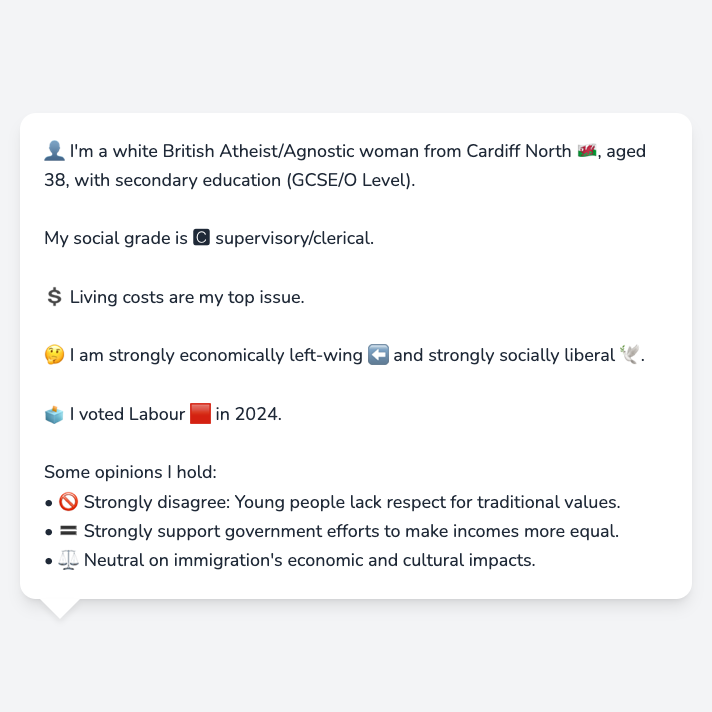 👤 I'm a white British Atheist/Agnostic woman from Cardiff North 🏴󠁧󠁢󠁷󠁬󠁳󠁿, aged
38, with secondary education (GCSE/O Level).
My social grade is 🅲 supervisory/clerical.
💲 Living costs are my top issue.
🤔 I am strongly economically left-wing ⬅️ and strongly socially liberal 🕊️.
🗳️ I voted Labour 🟥 in 2024.
Some opinions I hold:
• 🚫 Strongly disagree: Young people lack respect for traditional values.
• 🟰 Strongly support government efforts to make incomes more equal.
• ⚖️ Neutral on immigration's economic and cultural impacts.